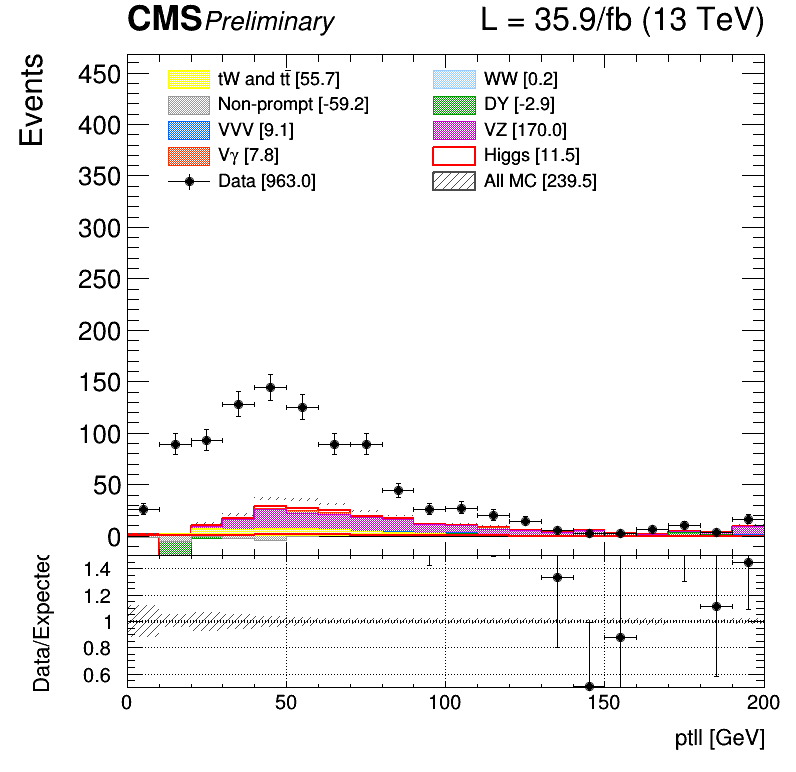 CMS Preliminary L = 35.9/fb (13 TeV)
Events
450
400
350
300
250
200
150
100
50
0
tW and tt̄ [55.7]
Non-prompt [-59.2]
VVV [9.1]
Vγ [7.8]
Data [963.0]
WW [0.2]
DY [-2.9]
VZ [170.0]
Higgs [11.5]
All MC [239.5]
Data/Expected
1.4
1.2
1
0.8
0.6
0 50 100 150 200
ptll [GeV]